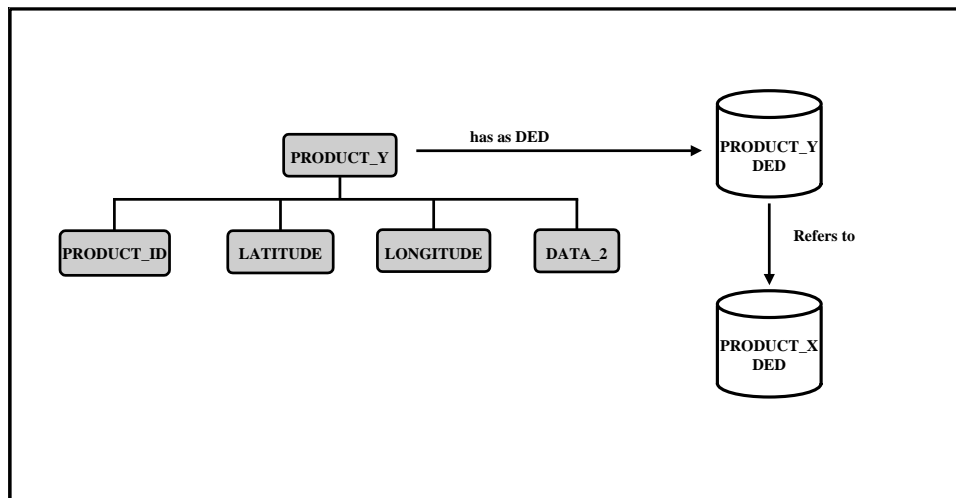 has as DED
PRODUCT_Y
PRODUCT_Y
DED
PRODUCT_ID
LATITUDE
LONGITUDE
DATA_2
Refers to
PRODUCT_X
DED